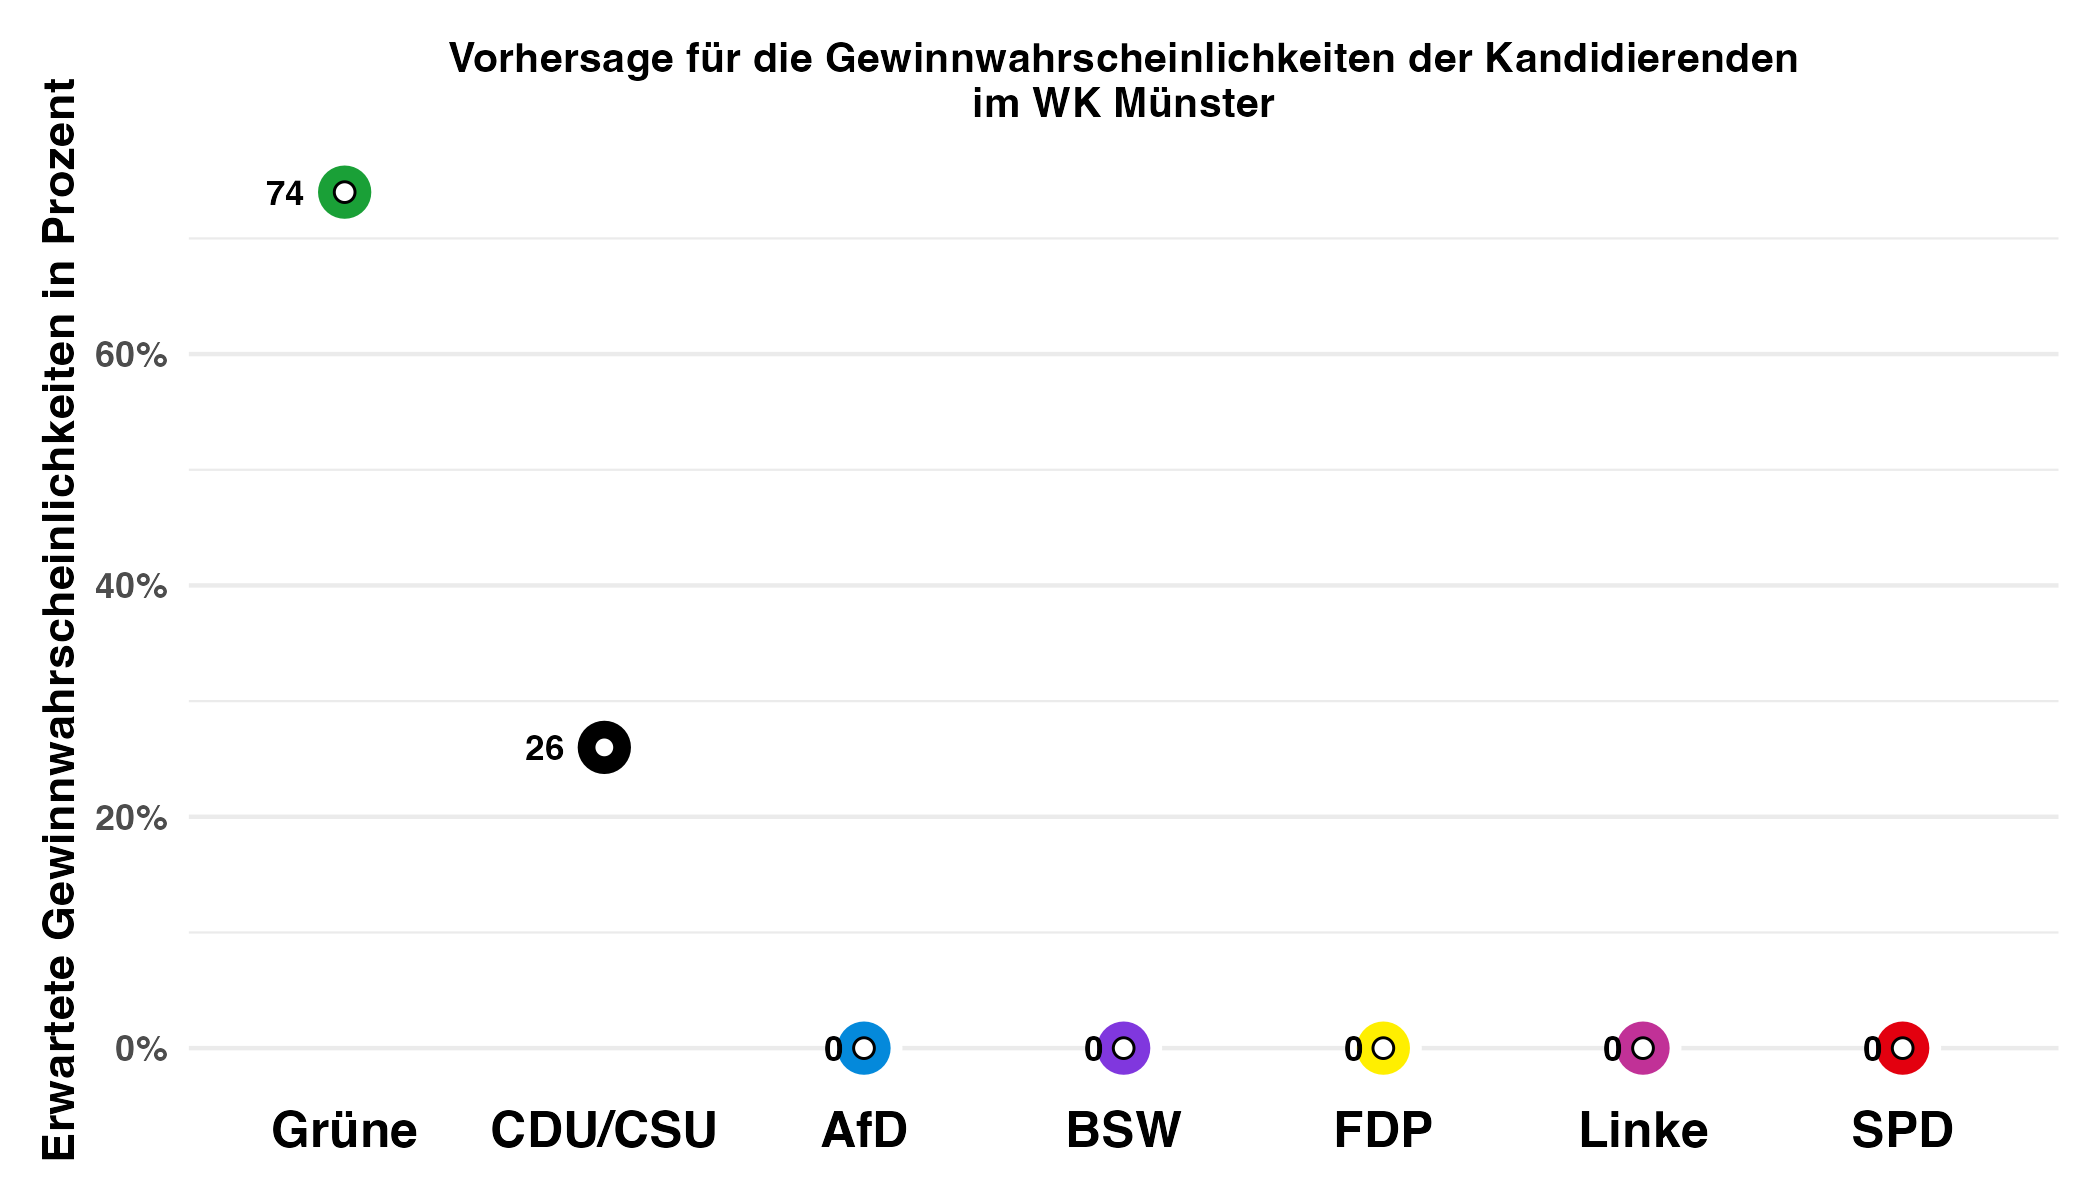 Vorhersage für die Gewinnwahrscheinlichkeiten der Kandidierenden
im WK Münster
Erwartete Gewinnwahrscheinlichkeiten in Prozent
74
60%
40%
26
20%
0%
0
0
0
0
0
Grüne
CDU/CSU
AfD
BSW
FDP
Linke
SPD